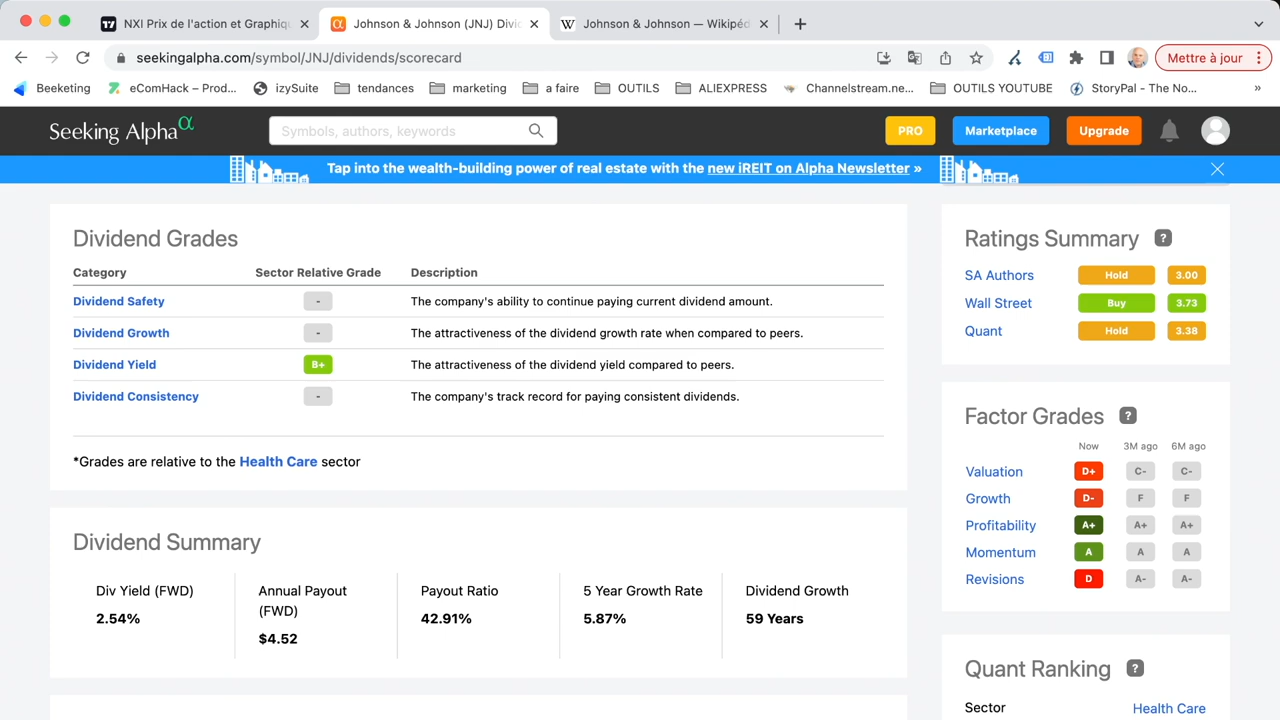 NXI Prix de l'action et Graphiqu
Johnson & Johnson (JNJ) Divid
Johnson & Johnson — Wikipéd
seekingalpha.com/symbol/JNJ/dividends/scorecard
Mettre à jour
Beeketing
eComHack – Prod...
izySuite
tendances
marketing
a faire
OUTILS
ALIEXPRESS
Channelstream.ne...
OUTILS YOUTUBE
StoryPal - The No...
»
Seeking Alpha α
Symbols, authors, keywords
PRO
Marketplace
Upgrade
Tap into the wealth-building power of real estate with the new iREIT on Alpha Newsletter »
Dividend Grades
Category Sector Relative Grade Description
Dividend Safety - The company's ability to continue paying current dividend amount.
Dividend Growth - The attractiveness of the dividend growth rate when compared to peers.
Dividend Yield B+ The attractiveness of the dividend yield compared to peers.
Dividend Consistency - The company's track record for paying consistent dividends.
*Grades are relative to the Health Care sector
Dividend Summary
Div Yield (FWD)
2.54%
Annual Payout
(FWD)
$4.52
Payout Ratio
42.91%
5 Year Growth Rate
5.87%
Dividend Growth
59 Years
Ratings Summary ?
SA Authors Hold 3.00
Wall Street Buy 3.73
Quant Hold 3.38
Factor Grades ?
Now 3M ago 6M ago
Valuation D+ C- C-
Growth D- F F
Profitability A+ A+ A+
Momentum A A A
Revisions D A- A-
Quant Ranking ?
Sector Health Care